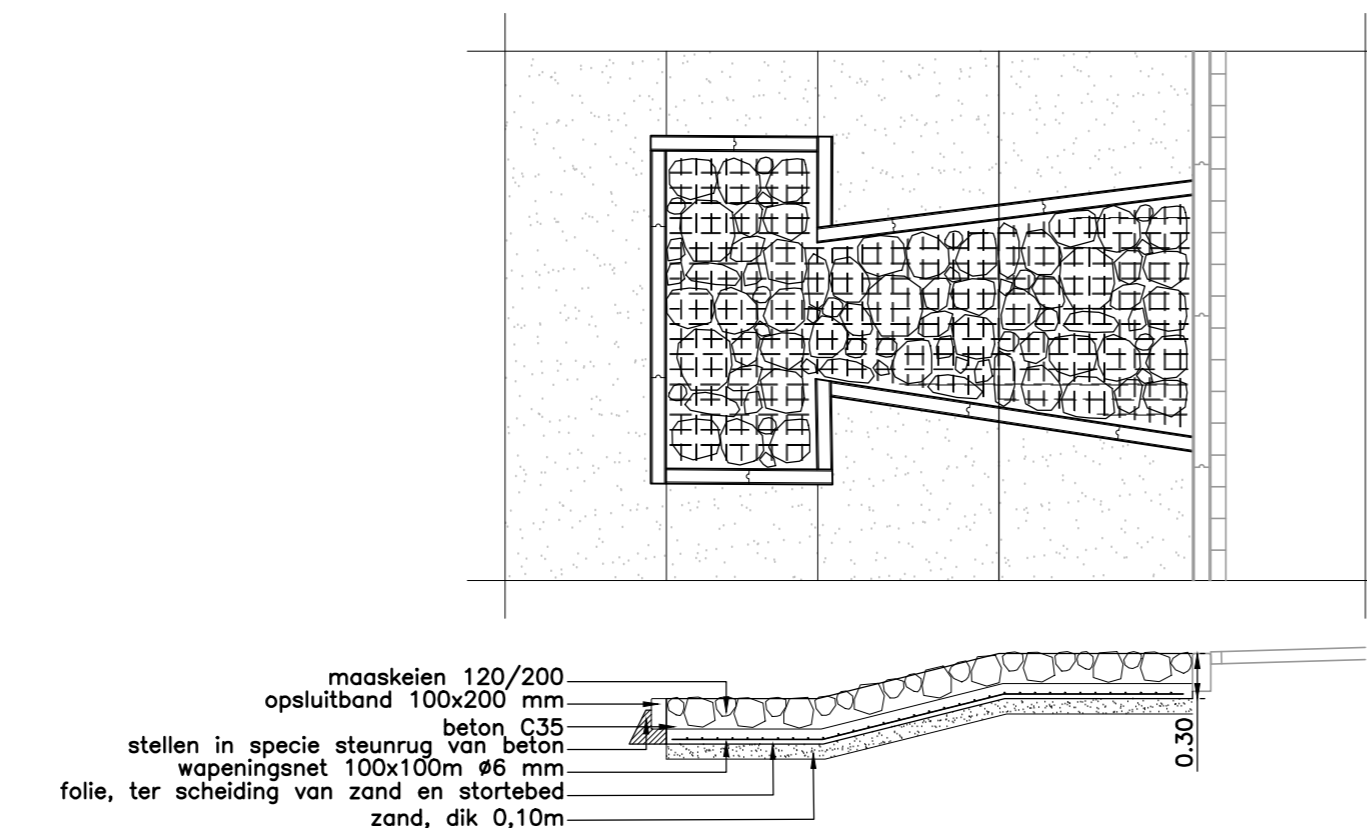 maaskeien 120/200
opsluitband 100x200 mm
beton C35
stellen in specie steunrug van beton
wapeningsnet 100x100m ø6 mm
folie, ter scheiding van zand en stortebed
zand, dik 0,10m
0.30